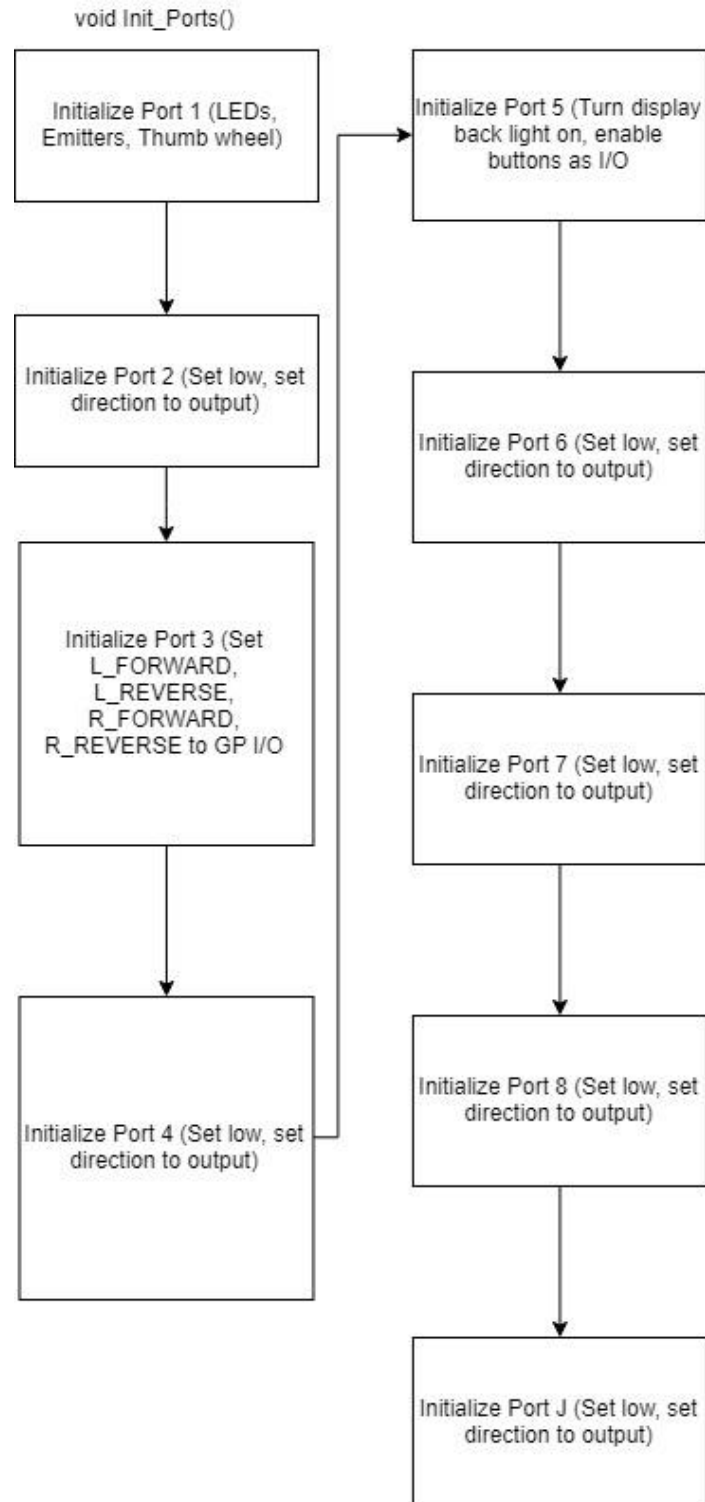 void Init_Ports()
Initialize Port 1 (LEDs,
Emitters, Thumb wheel)
Initialize Port 2 (Set low, set
direction to output)
Initialize Port 3 (Set
L_FORWARD,
L_REVERSE,
R_FORWARD,
R_REVERSE to GP I/O
Initialize Port 4 (Set low, set
direction to output)
Initialize Port 5 (Turn display
back light on, enable
buttons as I/O
Initialize Port 6 (Set low, set
direction to output)
Initialize Port 7 (Set low, set
direction to output)
Initialize Port 8 (Set low, set
direction to output)
Initialize Port J (Set low, set
direction to output)